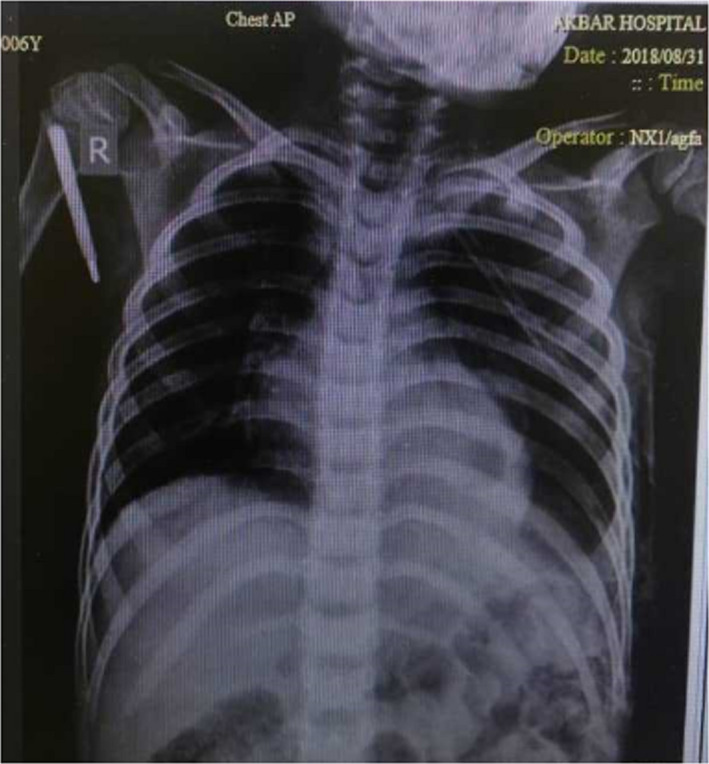 Chest AP
AKBAR HOSPITAL
006Y
Date : 2018/08/31
:: : Time
Operator : NX1/agfa
R